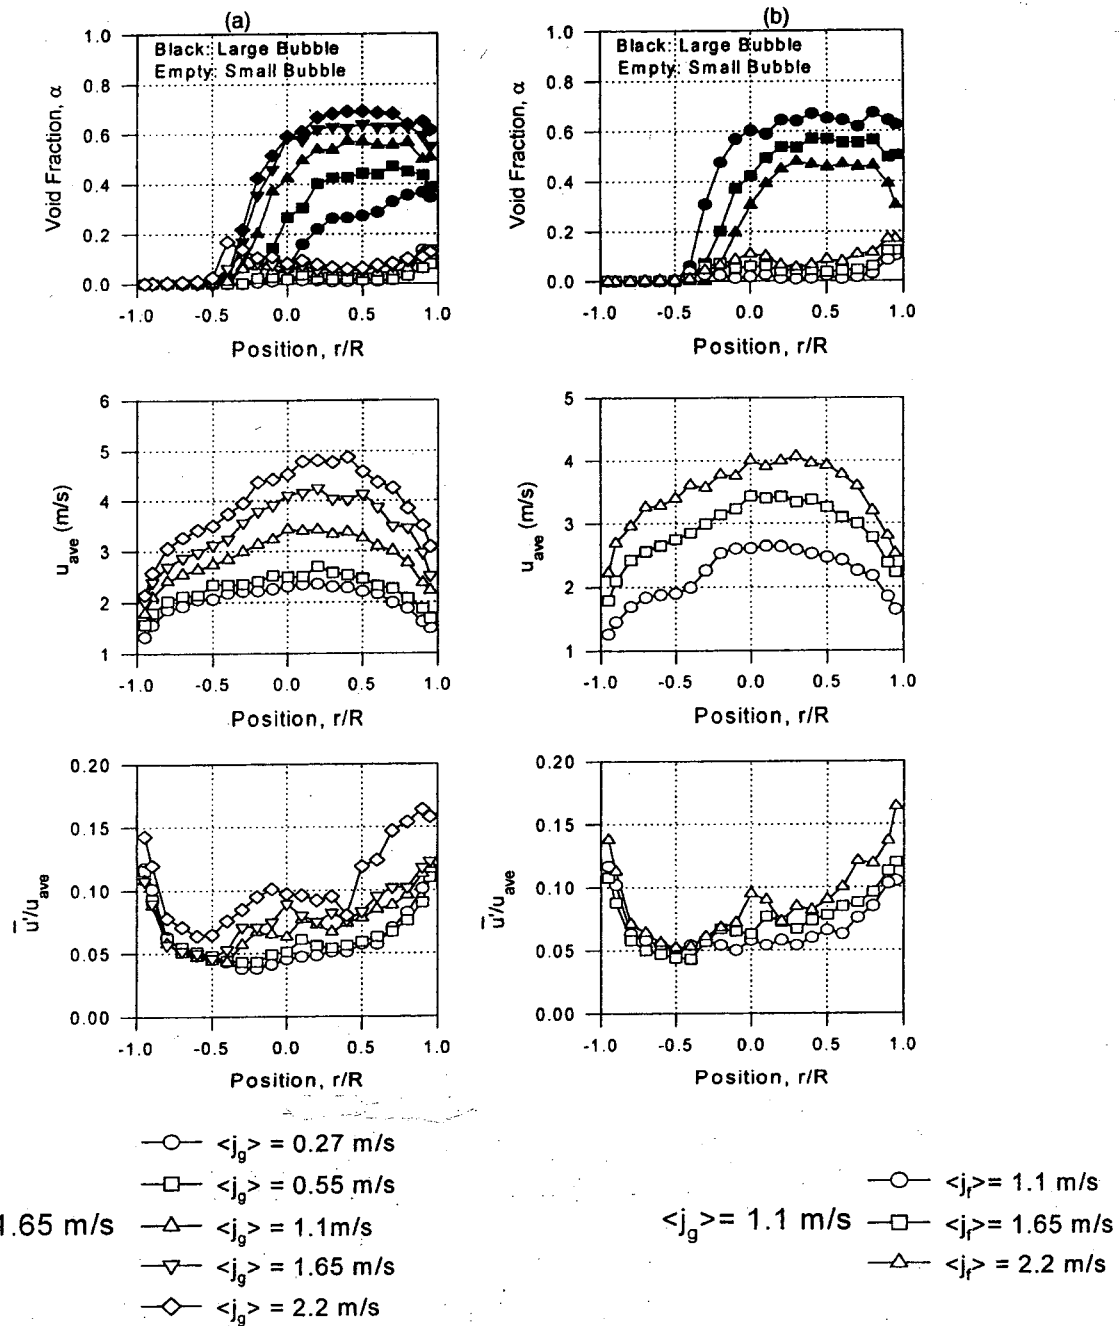 (a)
(b)
Black: Large Bubble
Empty: Small Bubble
Void Fraction, α
1.0
0.8
0.6
0.4
0.2
0.0
-1.0 -0.5 0.0 0.5 1.0
Position, r/R
Black: Large Bubble
Empty: Small Bubble
Void Fraction, α
1.0
0.8
0.6
0.4
0.2
0.0
-1.0 -0.5 0.0 0.5 1.0
Position, r/R
u_ave (m/s)
6
5
4
3
2
1
-1.0 -0.5 0.0 0.5 1.0
Position, r/R
u_ave (m/s)
5
4
3
2
1
-1.0 -0.5 0.0 0.5 1.0
Position, r/R
u̅'/u_ave
0.20
0.15
0.10
0.05
0.00
-1.0 -0.5 0.0 0.5 1.0
Position, r/R
u̅'/u_ave
0.20
0.15
0.10
0.05
0.00
-1.0 -0.5 0.0 0.5 1.0
Position, r/R
1.65 m/s
<j_g> = 0.27 m/s
<j_g> = 0.55 m/s
<j_g> = 1.1m/s
<j_g> = 1.65 m/s
<j_g> = 2.2 m/s
<j_g>= 1.1 m/s
<j_f>= 1.1 m/s
<j_f>= 1.65 m/s
<j_f> = 2.2 m/s